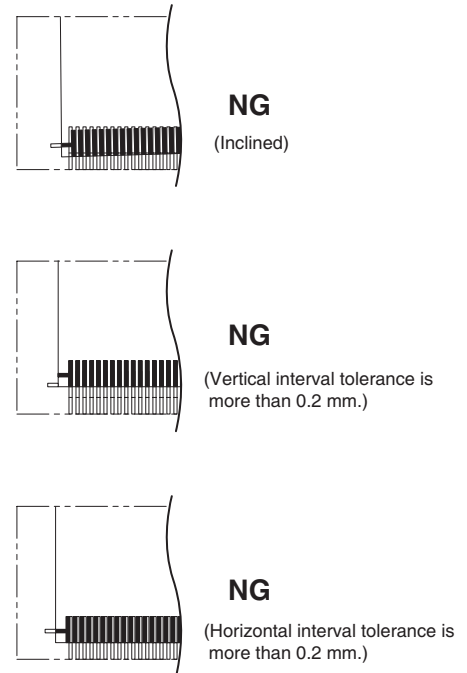 NG
(Inclined)
NG
(Vertical interval tolerance is
more than 0.2 mm.)
NG
(Horizontal interval tolerance is
more than 0.2 mm.)